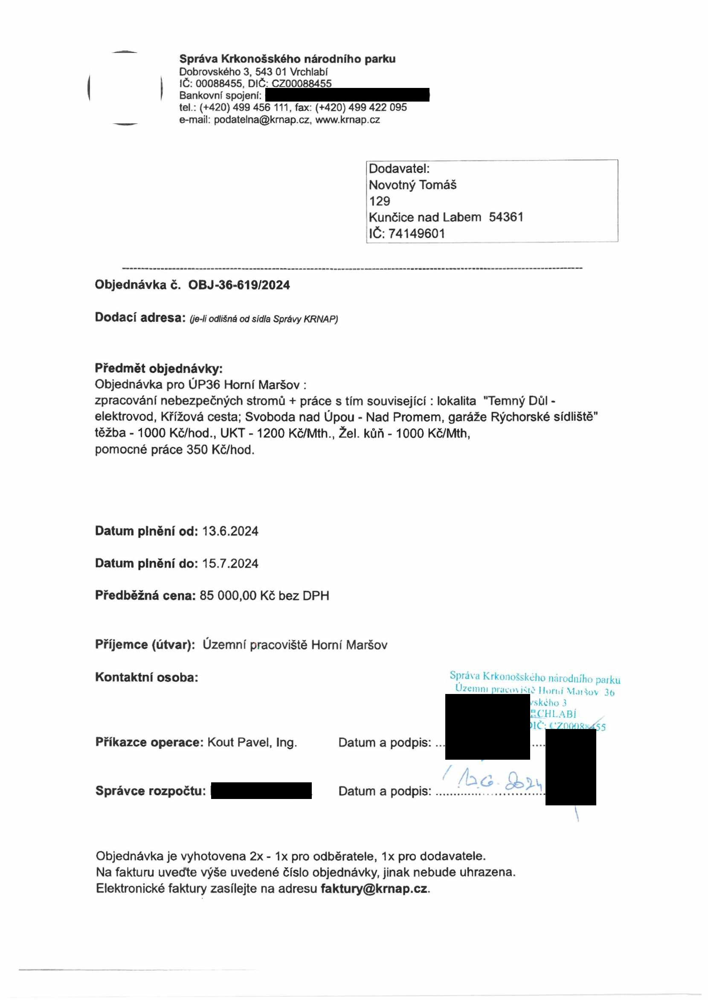 Správa Krkonošského národního parku
Dobrovského 3, 543 01 Vrchlabí
IČ: 00088455, DIČ: CZ00088455
Bankovní spojení:
tel.: (+420) 499 456 111, fax: (+420) 499 422 095
e-mail: podatelna@krnap.cz, www.krnap.cz
Dodavatel:
Novotný Tomáš
129
Kunčice nad Labem 54361
IČ: 74149601
Objednávka č. OBJ-36-619/2024
Dodací adresa: (je-li odlišná od sídla Správy KRNAP)
Předmět objednávky:
Objednávka pro ÚP36 Horní Maršov :
zpracování nebezpečných stromů + práce s tím související : lokalita "Temný Důl -
elektrovod, Křížová cesta; Svoboda nad Úpou - Nad Promem, garáže Rýchorské sídliště"
těžba - 1000 Kč/hod., UKT - 1200 Kč/Mth., Žel. kůň - 1000 Kč/Mth,
pomocné práce 350 Kč/hod.
Datum plnění od: 13.6.2024
Datum plnění do: 15.7.2024
Předběžná cena: 85 000,00 Kč bez DPH
Příjemce (útvar): Územní pracoviště Horní Maršov
Kontaktní osoba:
Správa Krkonošského národního parku
Územní pracoviště Horní Maršov 36
vského 3
CHLABÍ
DIČ: CZ00088455
Příkazce operace: Kout Pavel, Ing. Datum a podpis: ... ....
12.6. 2024
Správce rozpočtu: Datum a podpis: ...............................
Objednávka je vyhotovena 2x - 1x pro odběratele, 1x pro dodavatele.
Na fakturu uveďte výše uvedené číslo objednávky, jinak nebude uhrazena.
Elektronické faktury zasílejte na adresu faktury@krnap.cz.